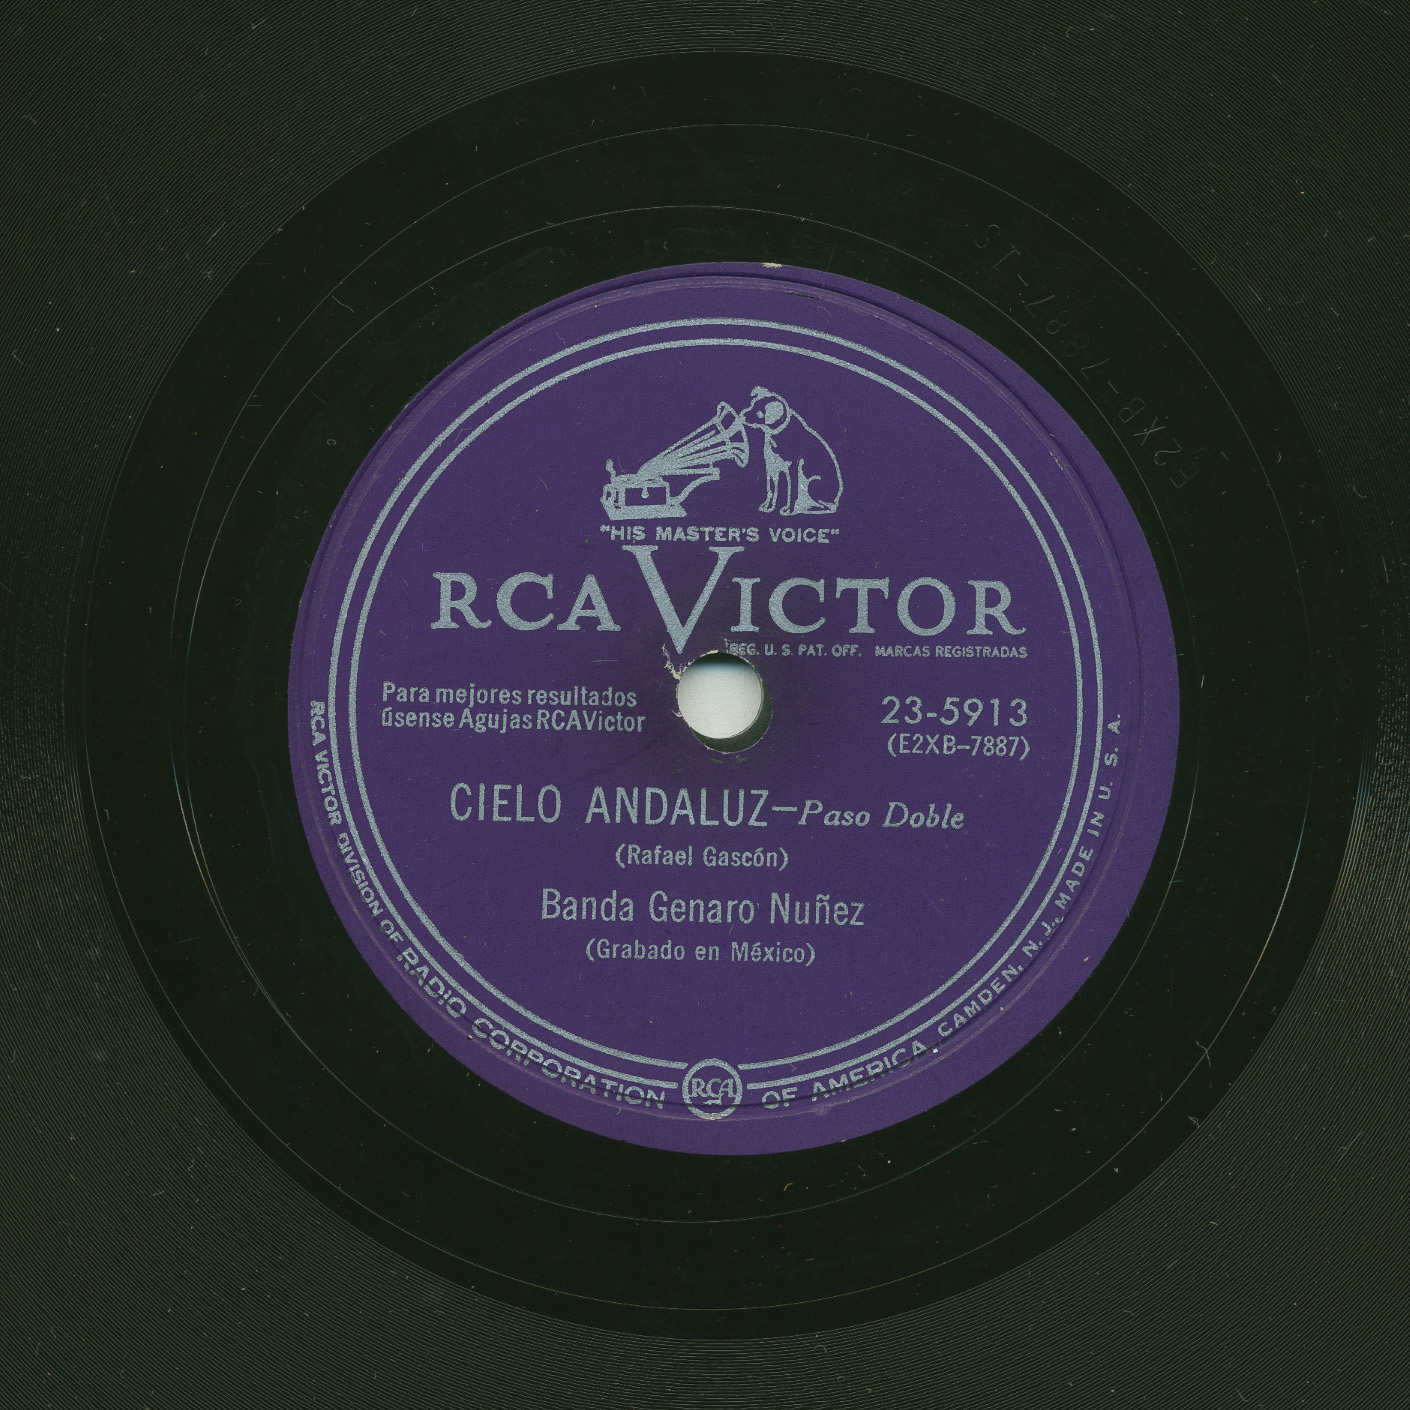 "HIS MASTER'S VOICE"
RCA VICTOR
REG. U. S. PAT. OFF. MARCAS REGISTRADAS
Para mejores resultados
úsense Agujas RCA Victor
23-5913
(E2XB-7887)
CIELO ANDALUZ—Paso Doble
(Rafael Gascón)
Banda Genaro Nuñez
(Grabado en México)
RCA VICTOR DIVISION OF RADIO CORPORATION OF AMERICA, CAMDEN, N. J., MADE IN U. S. A.
RCA
E2XB-7887-1S